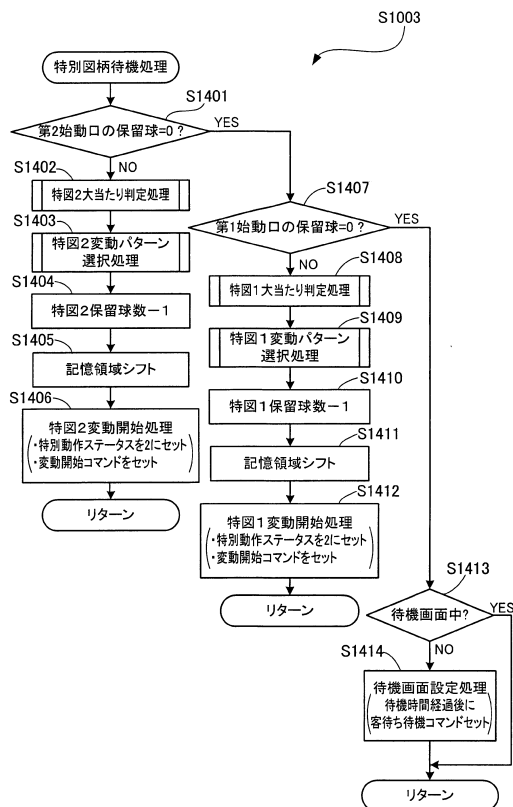 S1003
特別図柄待機処理
S1401
第2始動口の保留球=0？
YES
NO
S1402
特図2大当たり判定処理
S1403
特図２変動パターン
選択処理
S1404
特図２保留球数－１
S1405
記憶領域シフト
S1406
特図２変動開始処理
・特別動作ステータスを2にセット
・変動開始コマンドをセット
リターン
S1407
第1始動口の保留球=0？
YES
NO
S1408
特図1大当たり判定処理
S1409
特図１変動パターン
選択処理
S1410
特図１保留球数－１
S1411
記憶領域シフト
S1412
特図１変動開始処理
・特別動作ステータスを2にセット
・変動開始コマンドをセット
リターン
S1413
待機画面中?
YES
NO
S1414
待機画面設定処理
待機時間経過後に
客待ち待機コマンドセット
リターン